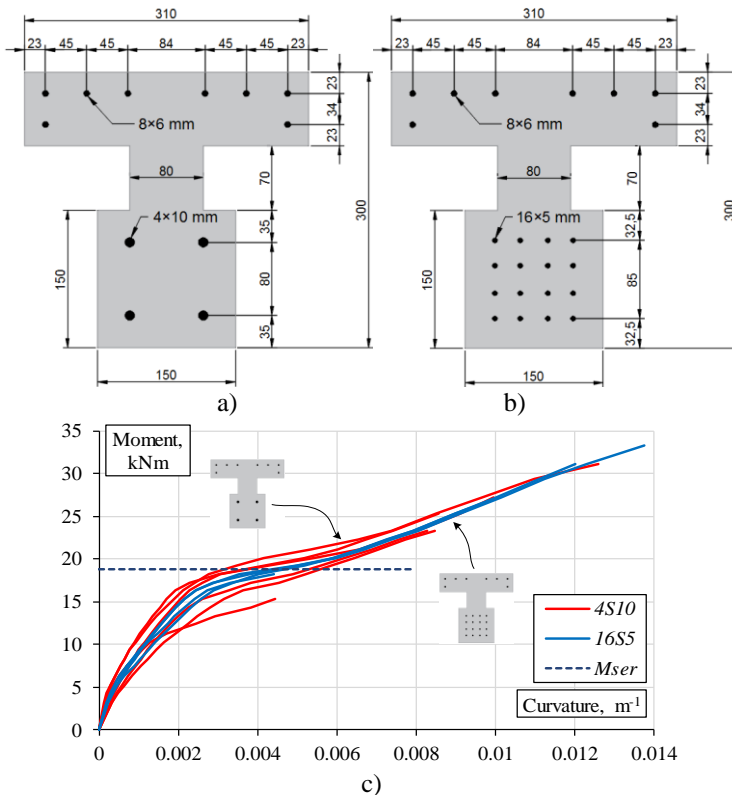 310
23 45 45 84 45 45 23
8×6 mm
23
34
23
80
70
300
4×10 mm
35
80
35
150
150
a)
310
23 45 45 84 45 45 23
8×6 mm
23
34
23
80
70
300
16×5 mm
32,5
85
32,5
150
150
b)
Moment,
kNm
35
30
25
20
15
10
5
0
4S10
16S5
Mser
Curvature, m-1
0 0.002 0.004 0.006 0.008 0.01 0.012 0.014
c)